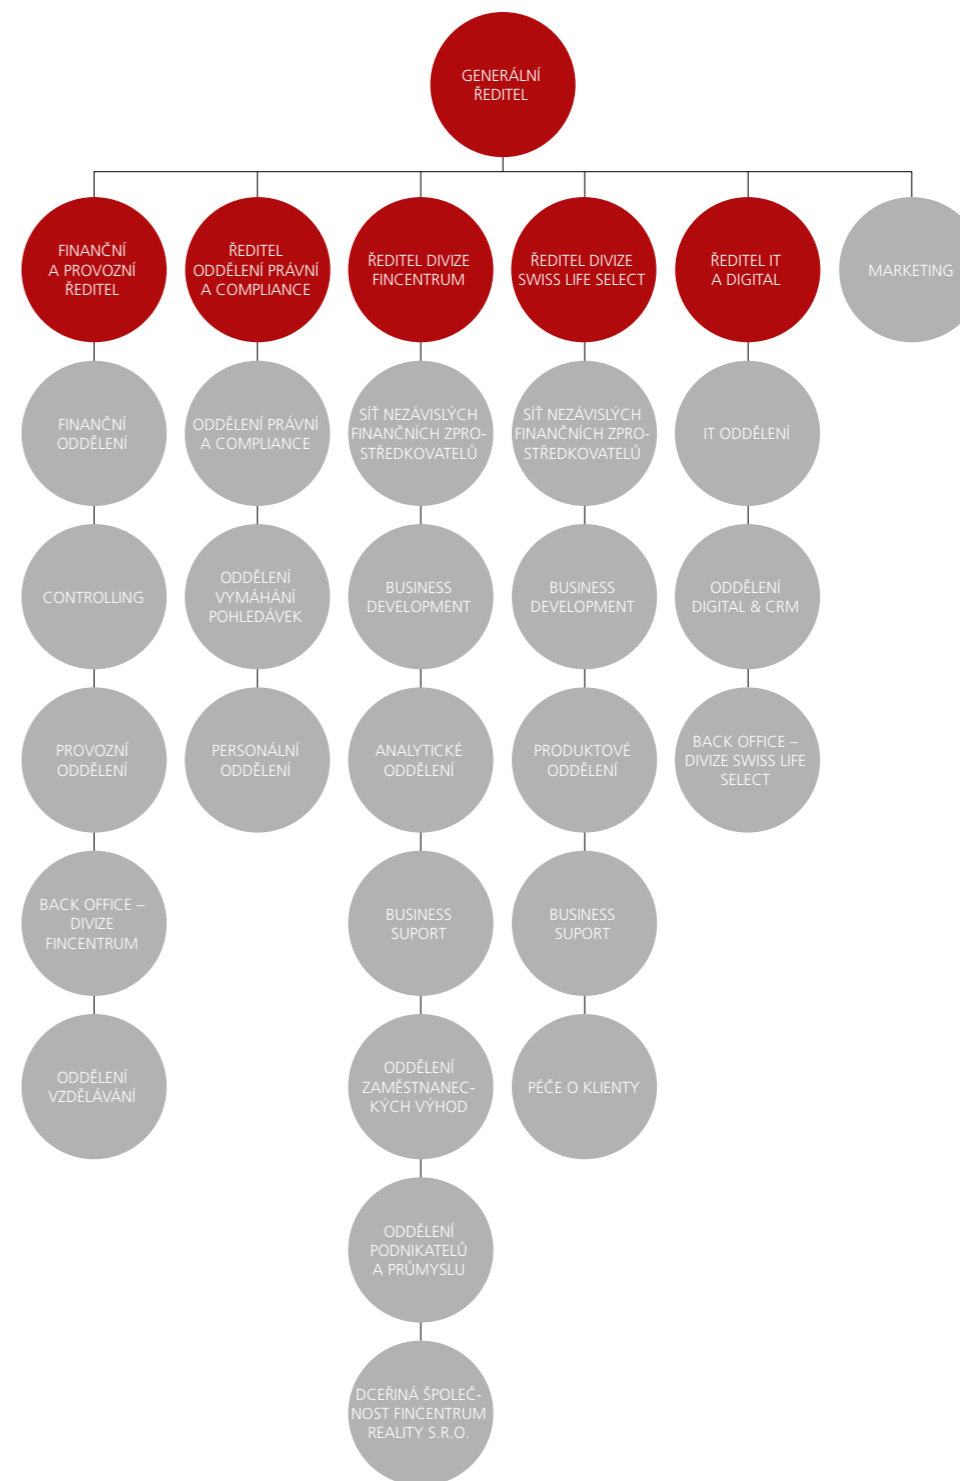 GENERÁLNÍ
ŘEDITEL
FINANČNÍ
A PROVOZNÍ
ŘEDITEL
ŘEDITEL
ODDĚLENÍ PRÁVNÍ
A COMPLIANCE
ŘEDITEL DIVIZE
FINCENTRUM
ŘEDITEL DIVIZE
SWISS LIFE SELECT
ŘEDITEL IT
A DIGITAL
MARKETING
FINANČNÍ
ODDĚLENÍ
ODDĚLENÍ PRÁVNÍ
A COMPLIANCE
SÍŤ NEZÁVISLÝCH
FINANČNÍCH ZPRO-
STŘEDKOVATELŮ
SÍŤ NEZÁVISLÝCH
FINANČNÍCH ZPRO-
STŘEDKOVATELŮ
IT ODDĚLENÍ
CONTROLLING
ODDĚLENÍ
VYMÁHÁNÍ
POHLEDÁVEK
BUSINESS
DEVELOPMENT
BUSINESS
DEVELOPMENT
ODDĚLENÍ
DIGITAL & CRM
PROVOZNÍ
ODDĚLENÍ
PERSONÁLNÍ
ODDĚLENÍ
ANALYTICKÉ
ODDĚLENÍ
PRODUKTOVÉ
ODDĚLENÍ
BACK OFFICE –
DIVIZE SWISS LIFE
SELECT
BACK OFFICE –
DIVIZE
FINCENTRUM
BUSINESS
SUPORT
BUSINESS
SUPORT
ODDĚLENÍ
VZDĚLÁVÁNÍ
ODDĚLENÍ
ZAMĚSTNANEC-
KÝCH VÝHOD
PÉČE O KLIENTY
ODDĚLENÍ
PODNIKATELŮ
A PRŮMYSLU
DCEŘINÁ ŠPOLEČ-
NOST FINCENTRUM
REALITY S.R.O.